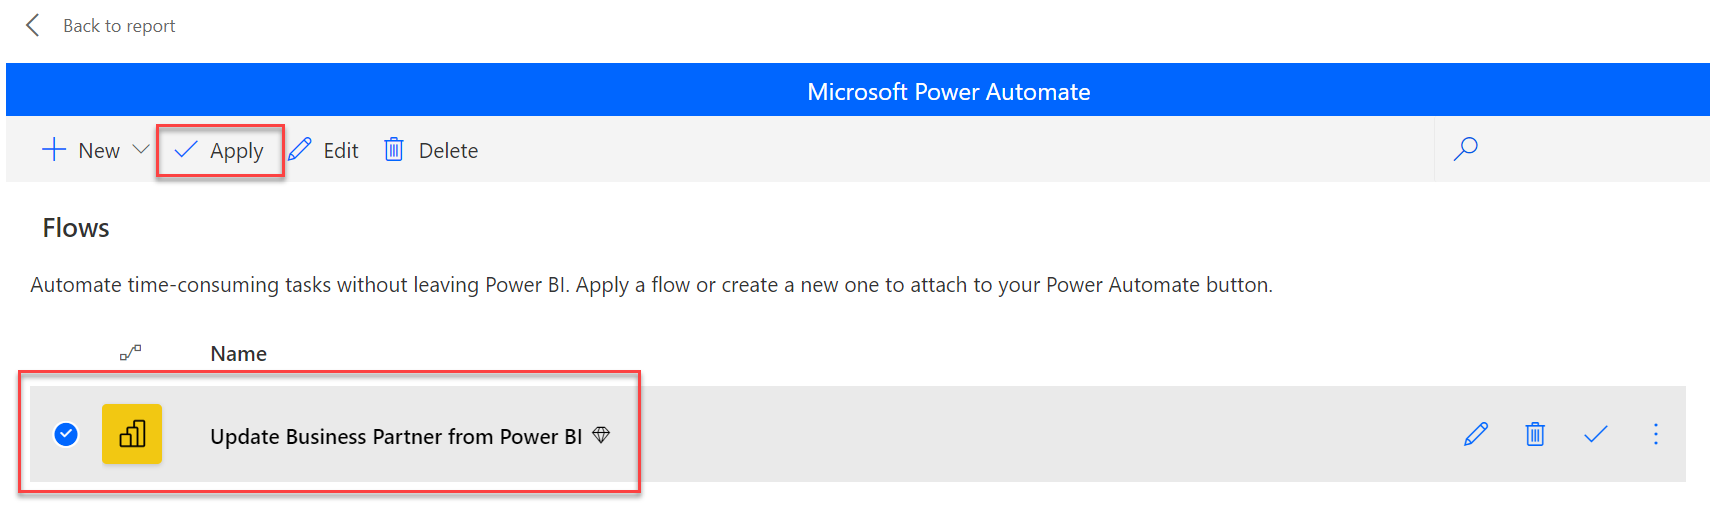 Back to report
Microsoft Power Automate
New Apply Edit Delete
Flows
Automate time-consuming tasks without leaving Power BI. Apply a flow or create a new one to attach to your Power Automate button.
Name
Update Business Partner from Power BI